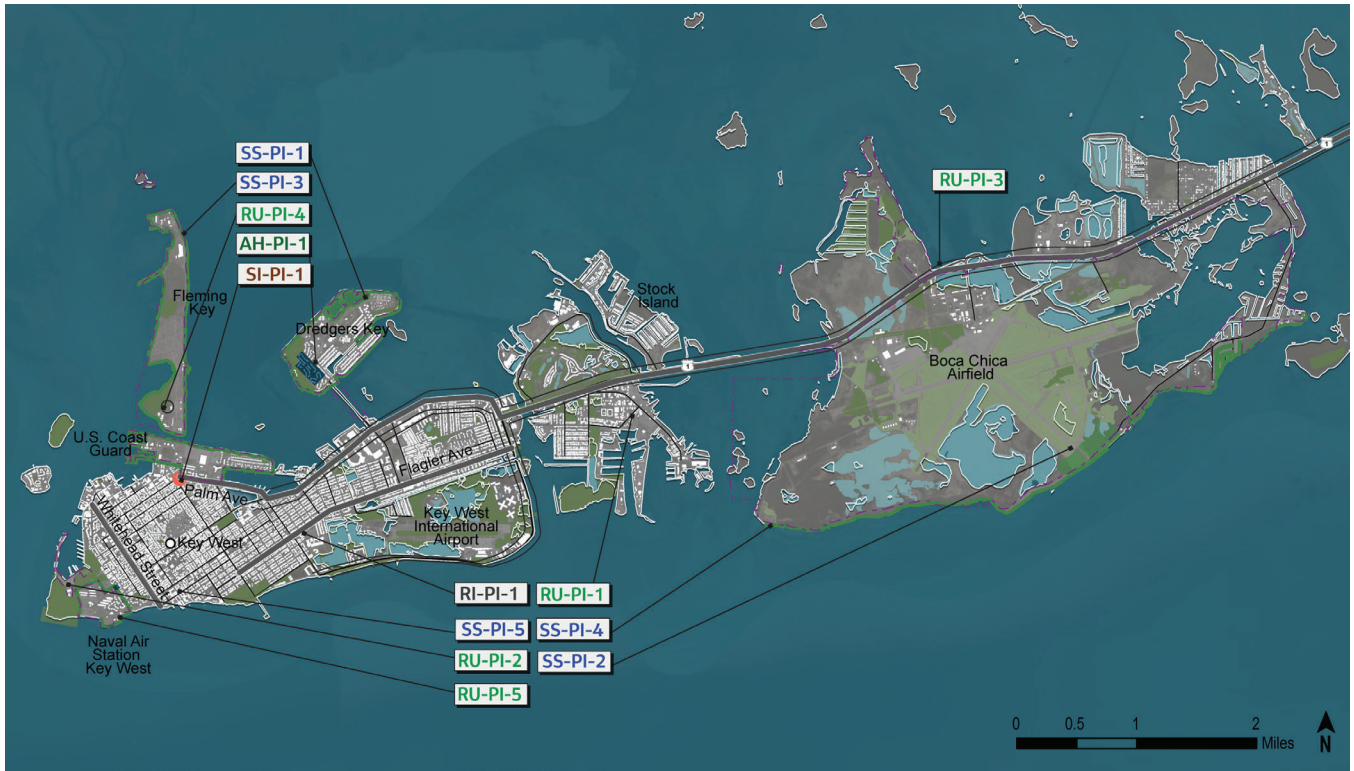 1
SS-PI-1
SS-PI-3
RU-PI-3
RU-PI-4
AH-PI-1
SI-PI-1
Fleming
Key
Stock
Island
Dredgers Key
1
Boca Chica
Airfield
U.S. Coast
Guard
Flagler Ave
Palm Ave
Whitehead Street
Key West
International
Airport
Key West
RI-PI-1
RU-PI-1
SS-PI-5
SS-PI-4
Naval Air
Station
Key West
RU-PI-2
SS-PI-2
RU-PI-5
0 0.5 1 2
Miles
N